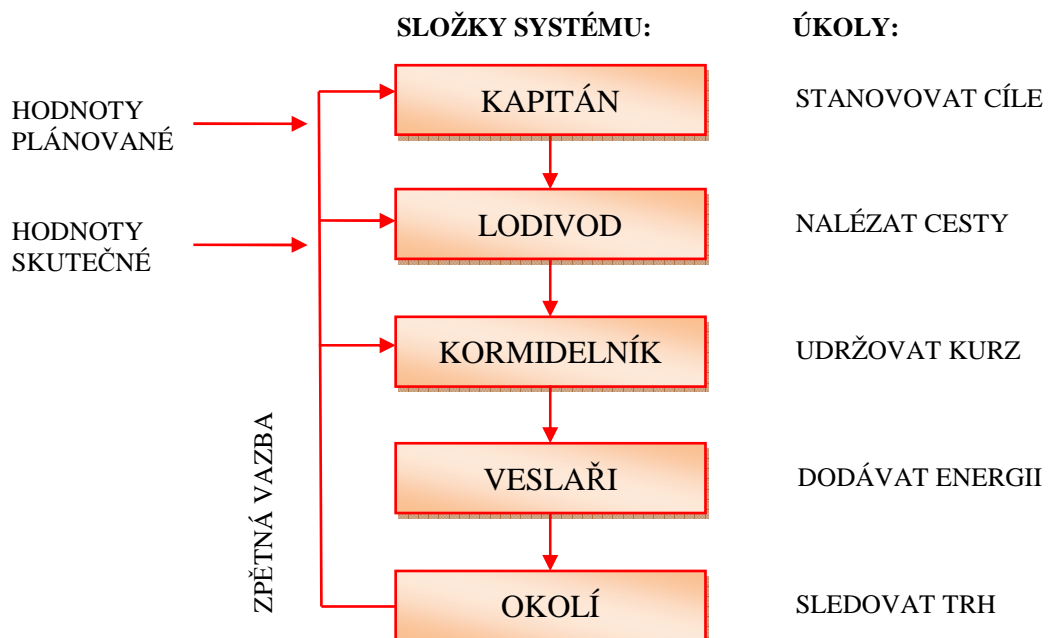 SLOŽKY SYSTÉMU:
ÚKOLY:
KAPITÁN
STANOVOVAT CÍLE
HODNOTY
PLÁNOVANÉ
LODIVOD
NALÉZAT CESTY
HODNOTY
SKUTEČNÉ
KORMIDELNÍK
UDRŽOVAT KURZ
ZPĚTNÁ VAZBA
VESLAŘI
DODÁVAT ENERGII
OKOLÍ
SLEDOVAT TRH